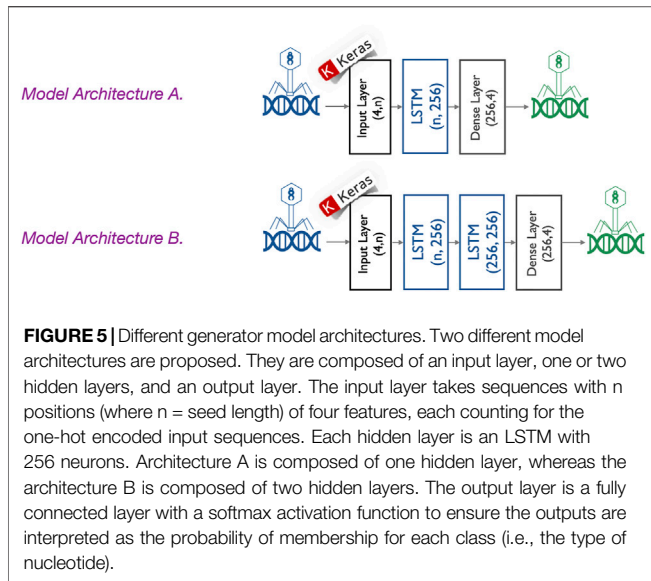 Model Architecture A.
K Keras
Input Layer
(4,n)
LSTM
(n, 256)
Dense Layer
(256,4)
Model Architecture B.
K Keras
Input Layer
(4,n)
LSTM
(n, 256)
LSTM
(256, 256)
Dense Layer
(256,4)
FIGURE 5 | Different generator model architectures. Two different model
architectures are proposed. They are composed of an input layer, one or two
hidden layers, and an output layer. The input layer takes sequences with n
positions (where n = seed length) of four features, each counting for the
one-hot encoded input sequences. Each hidden layer is an LSTM with
256 neurons. Architecture A is composed of one hidden layer, whereas the
architecture B is composed of two hidden layers. The output layer is a fully
connected layer with a softmax activation function to ensure the outputs are
interpreted as the probability of membership for each class (i.e., the type of
nucleotide).